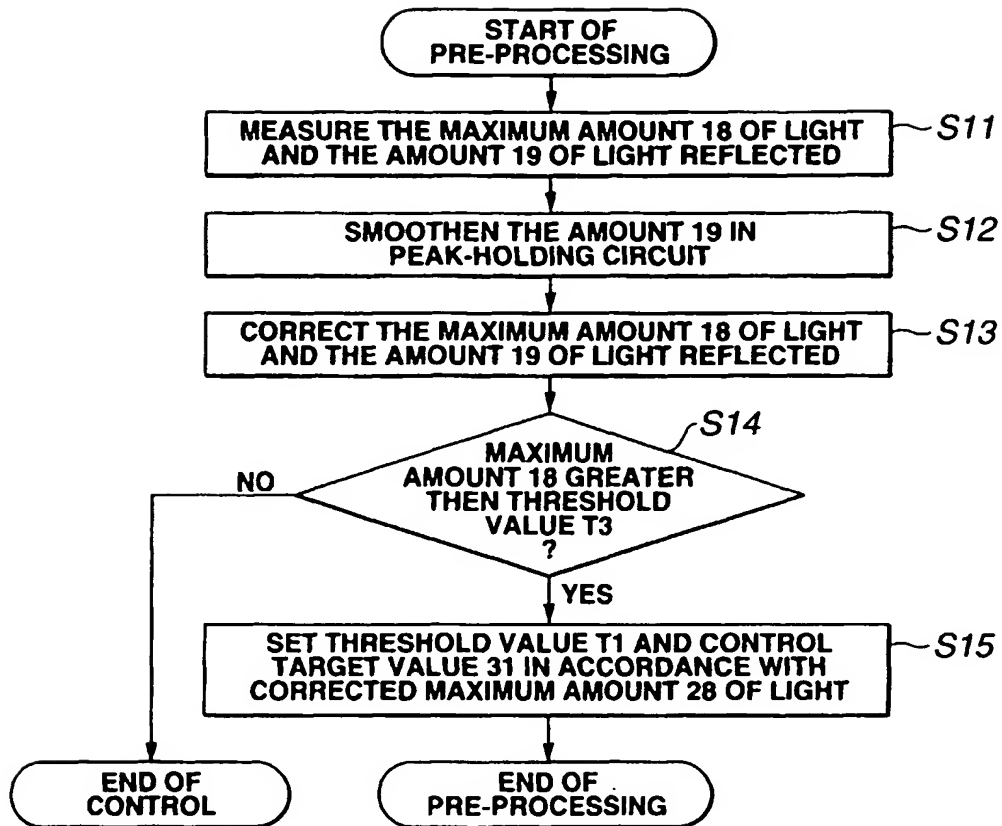 START OF
PRE-PROCESSING
MEASURE THE MAXIMUM AMOUNT 18 OF LIGHT
AND THE AMOUNT 19 OF LIGHT REFLECTED
S11
SMOOTHEN THE AMOUNT 19 IN
PEAK-HOLDING CIRCUIT
S12
CORRECT THE MAXIMUM AMOUNT 18 OF LIGHT
AND THE AMOUNT 19 OF LIGHT REFLECTED
S13
S14
MAXIMUM
AMOUNT 18 GREATER
THEN THRESHOLD
VALUE T3
?
NO
YES
SET THRESHOLD VALUE T1 AND CONTROL
TARGET VALUE 31 IN ACCORDANCE WITH
CORRECTED MAXIMUM AMOUNT 28 OF LIGHT
S15
END OF
CONTROL
END OF
PRE-PROCESSING